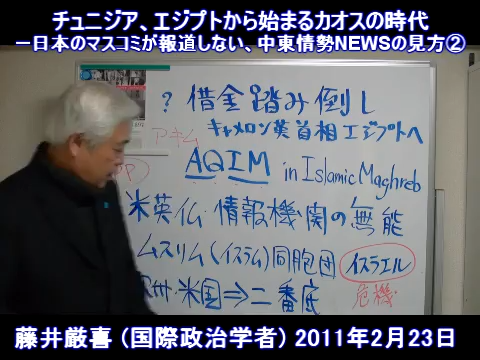 チュニジア、エジプトから始まるカオスの時代
ー日本のマスコミが報道しない、中東情勢NEWSの見方②
？借金踏み倒し
キャメロン英首相エジプトへ
アキム
AQIM in Islamic Maghreb
米英仏・情報機関の無能
ムスリム(イスラム)同胞団 イスラエル
危機
欧州・米国⇒二番底
藤井厳喜（国際政治学者）2011年2月23日